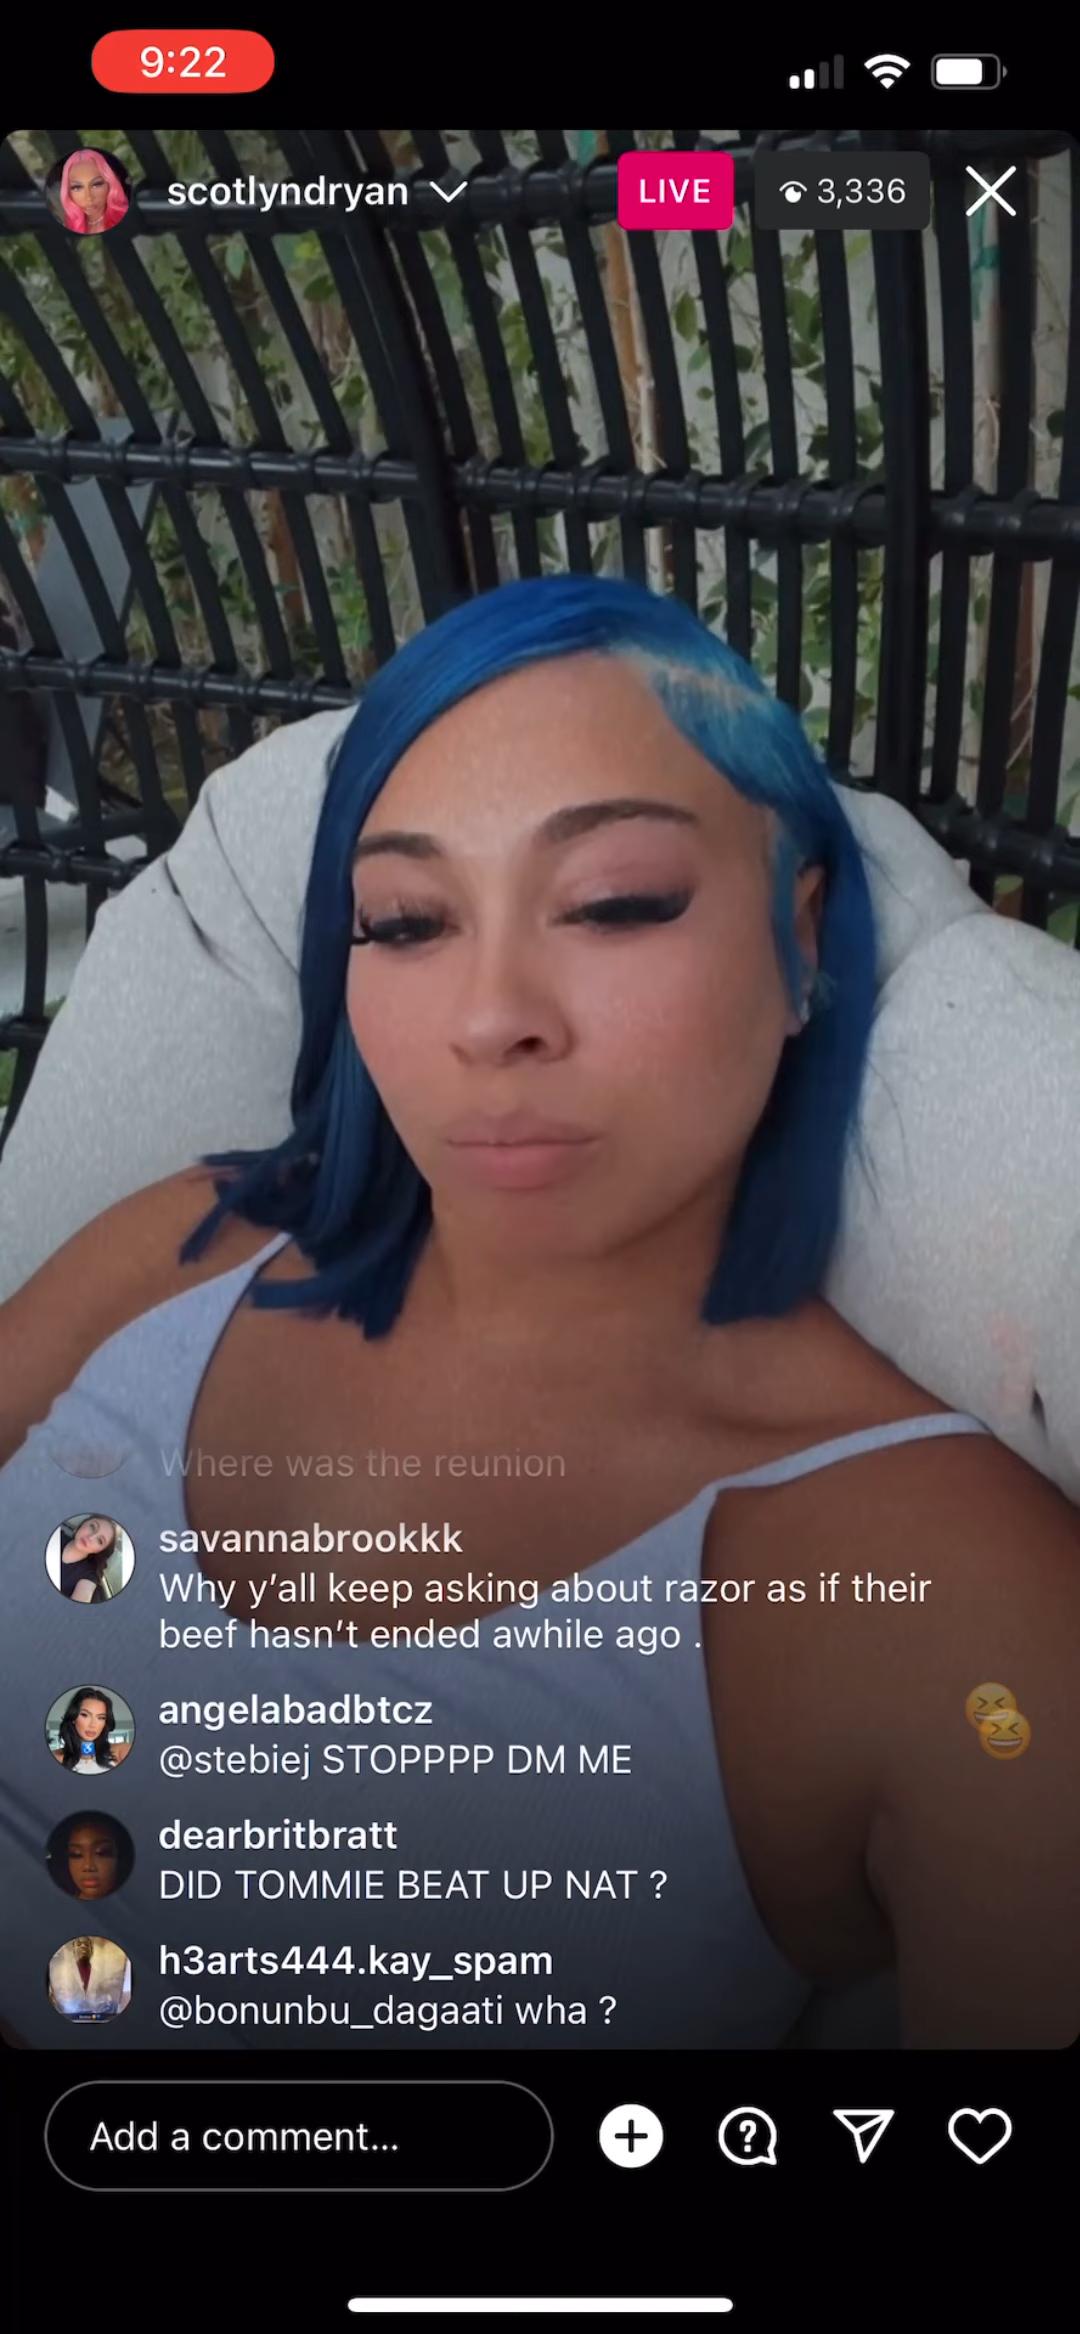 9:22
scotlyndryan
LIVE
3,336
Where was the reunion
savannabrookkk
Why y’all keep asking about razor as if their
beef hasn’t ended awhile ago .
angelabadbtcz
@stebiej STOPPPP DM ME
dearbritbratt
DID TOMMIE BEAT UP NAT ?
h3arts444.kay_spam
@bonunbu_dagaati wha ?
Add a comment...